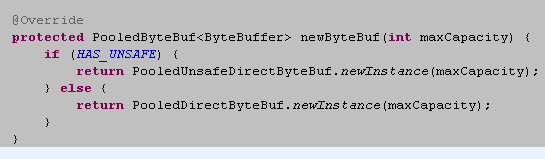 @Override
protected PooledByteBuf<ByteBuffer> newByteBuf(int maxCapacity) {
    if (HAS_UNSAFE) {
        return PooledUnsafeDirectByteBuf.newInstance(maxCapacity);
    } else {
        return PooledDirectByteBuf.newInstance(maxCapacity);
    }
}